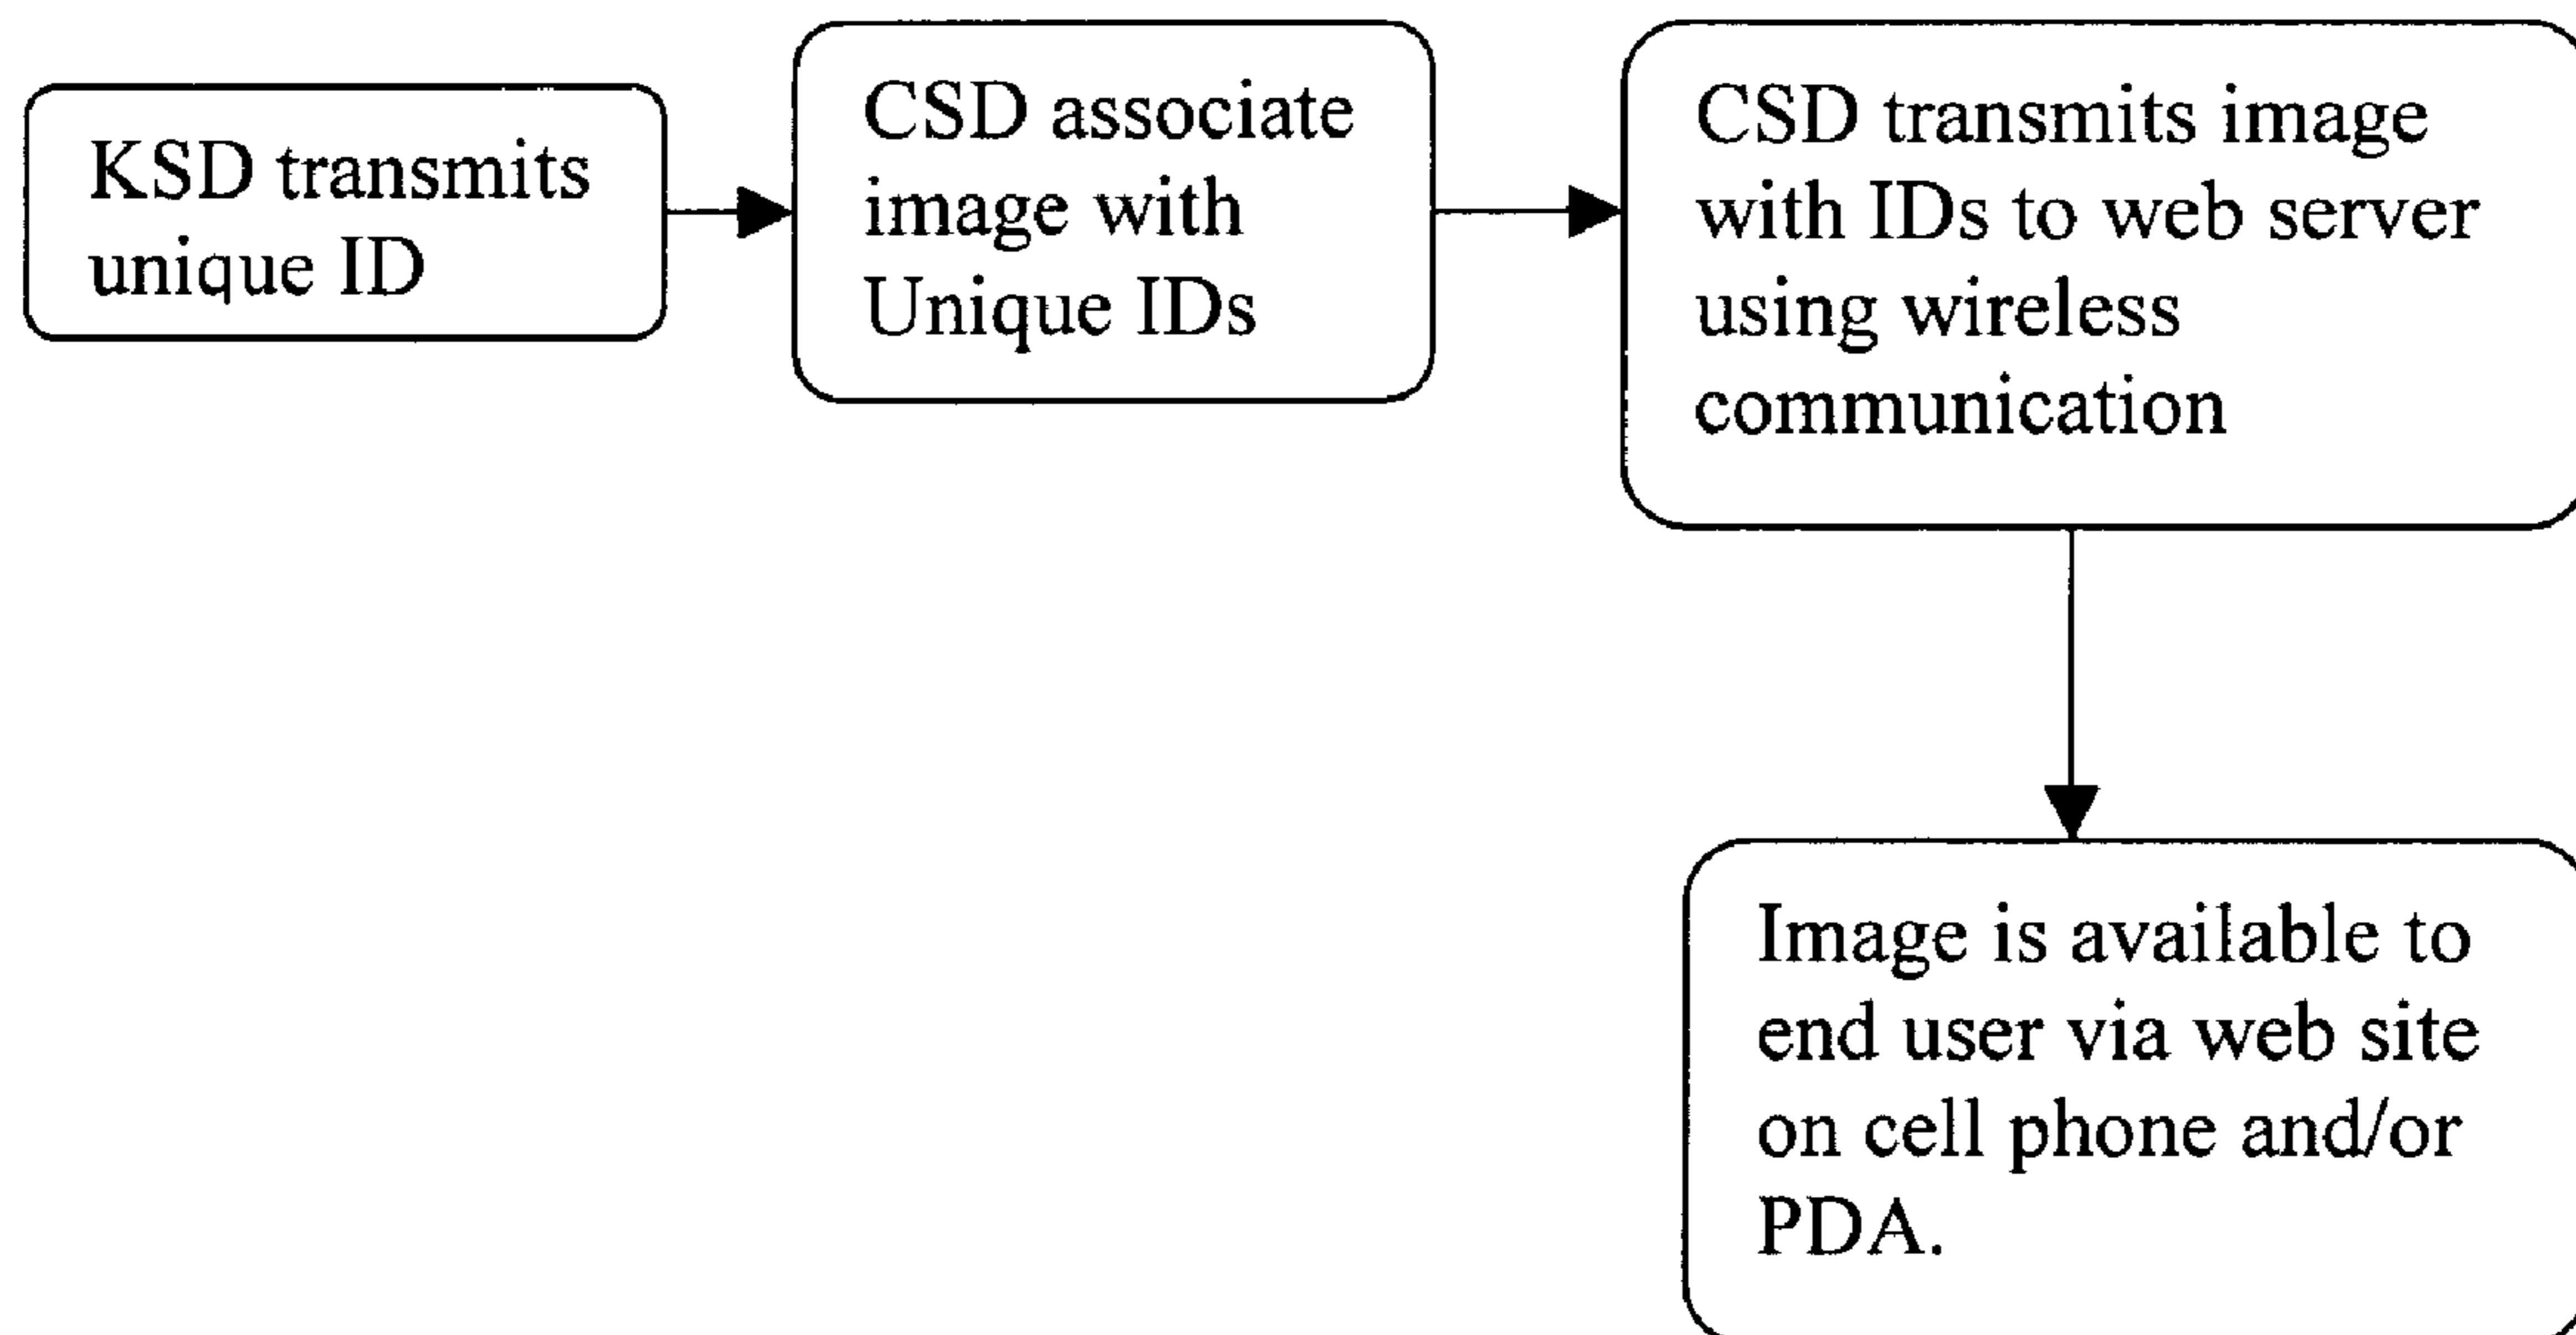 KSD transmits
unique ID
CSD associate
image with
Unique IDs
CSD transmits image
with IDs to web server
using wireless
communication
Image is available to
end user via web site
on cell phone and/or
PDA.